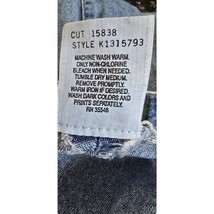 CUT 15838
STYLE K1315793
MACHINE WASH WARM.
ONLY NON-CHLORINE
BLEACH WHEN NEEDED.
TUMBLE DRY MEDIUM.
REMOVE PROMPTLY.
WARM IRON IF DESIRED.
WASH DARK COLORS AND
PRINTS SEPARATELY.
RN 35546